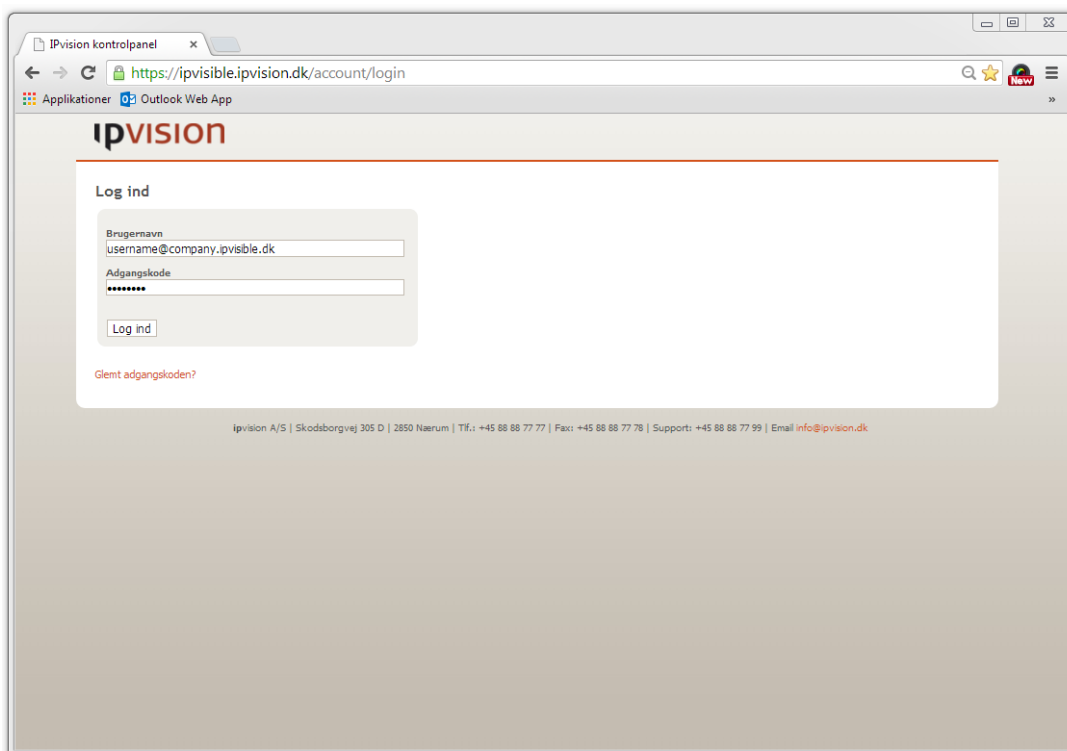 IPvision kontrolpanel
https://ipvisible.ipvision.dk/account/login
New
Applikationer Outlook Web App
ipvision
Log ind
Brugernavn
username@company.ipvisible.dk
Adgangskode
••••••••
Log ind
Glemt adgangskoden?
ipvision A/S | Skodsborgvej 305 D | 2850 Nærum | Tlf.: +45 88 88 77 77 | Fax: +45 88 88 77 78 | Support: +45 88 88 77 99 | Email info@ipvision.dk